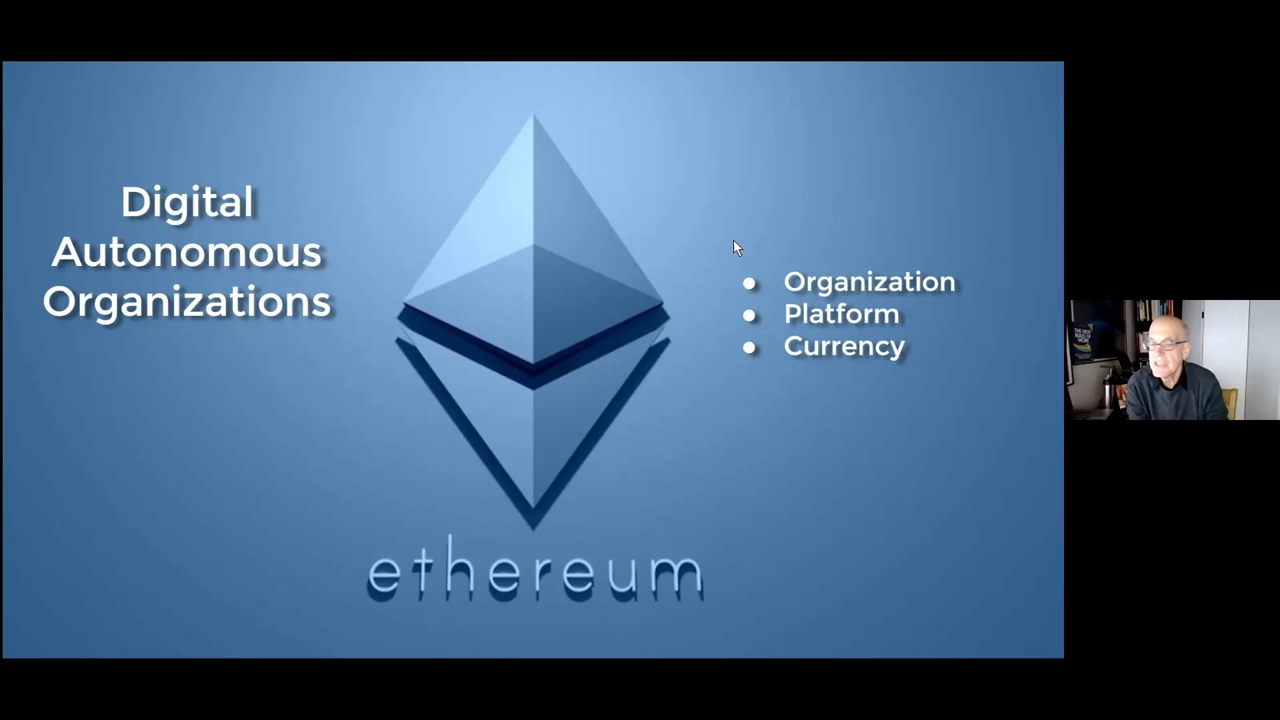 Digital
Autonomous
Organizations
● Organization
● Platform
● Currency
ethereum